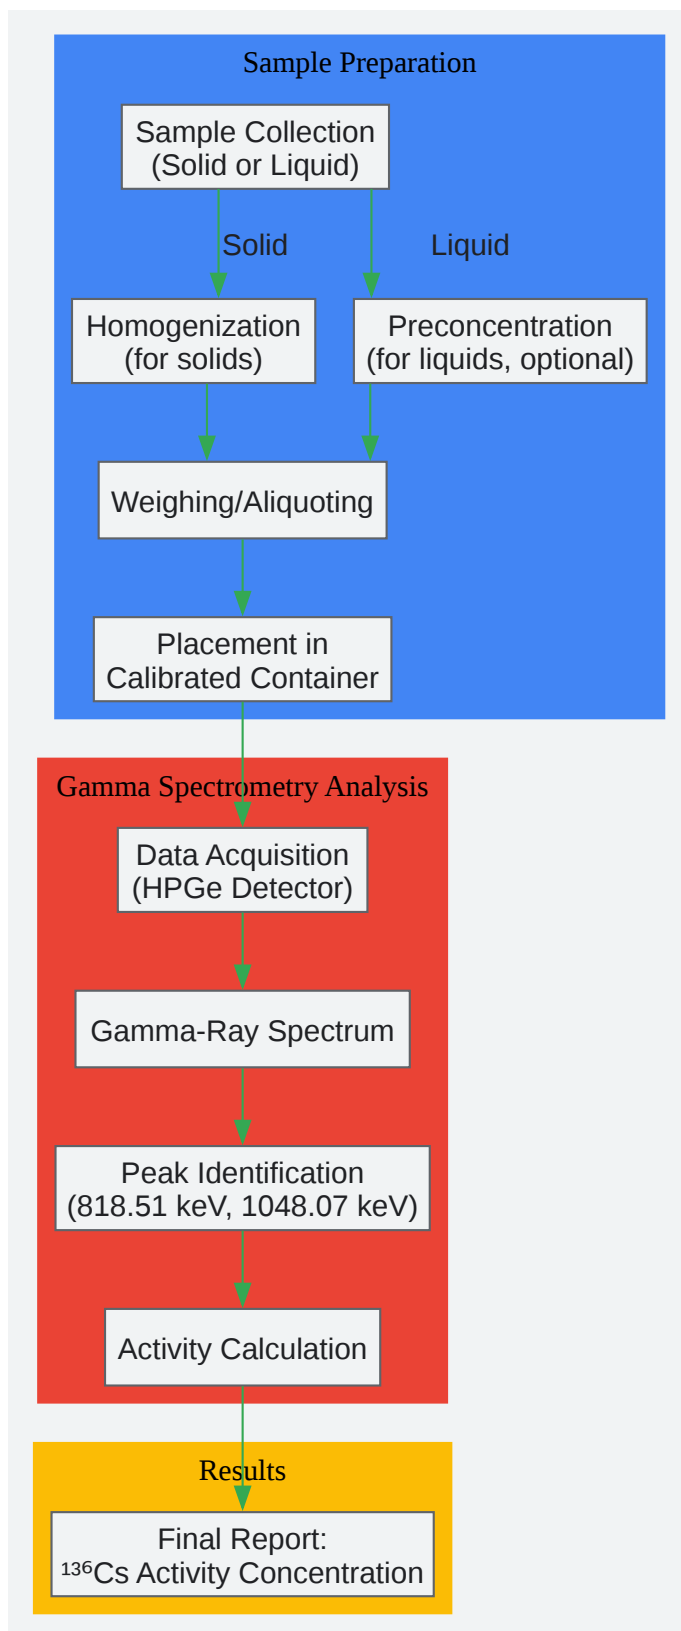 Sample Preparation
Sample Collection
(Solid or Liquid)
Solid
Liquid
Homogenization
(for solids)
Preconcentration
(for liquids, optional)
Weighing/Aliquoting
Placement in
Calibrated Container
Gamma Spectrometry Analysis
Data Acquisition
(HPGe Detector)
Gamma-Ray Spectrum
Peak Identification
(818.51 keV, 1048.07 keV)
Activity Calculation
Results
Final Report:
¹³⁶Cs Activity Concentration